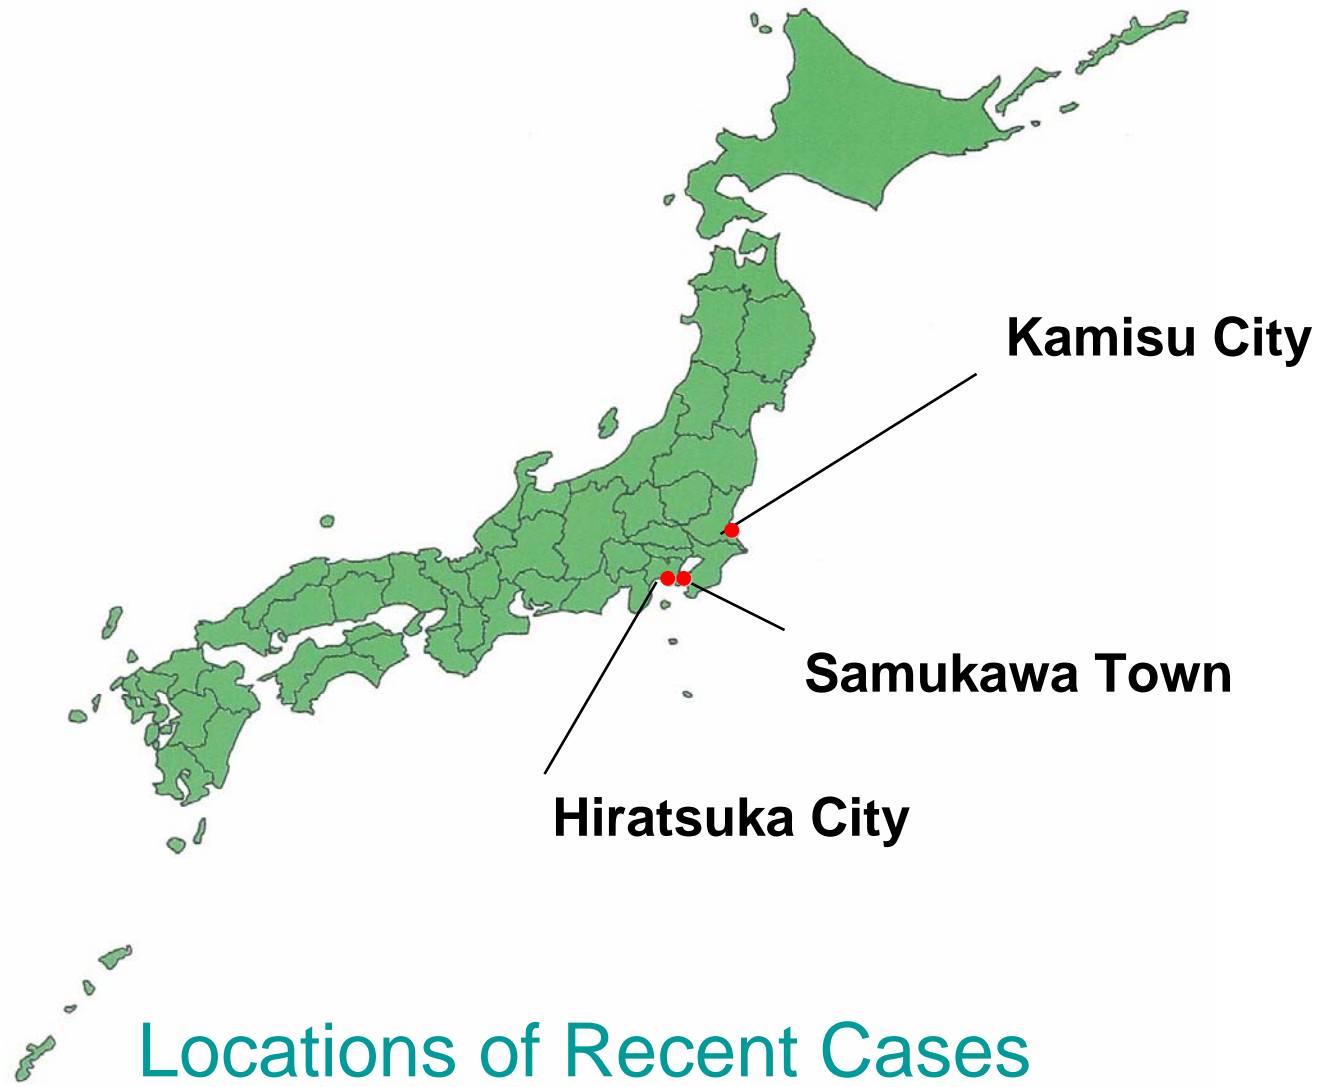 Kamisu City
Samukawa Town
Hiratsuka City
Locations of Recent Cases